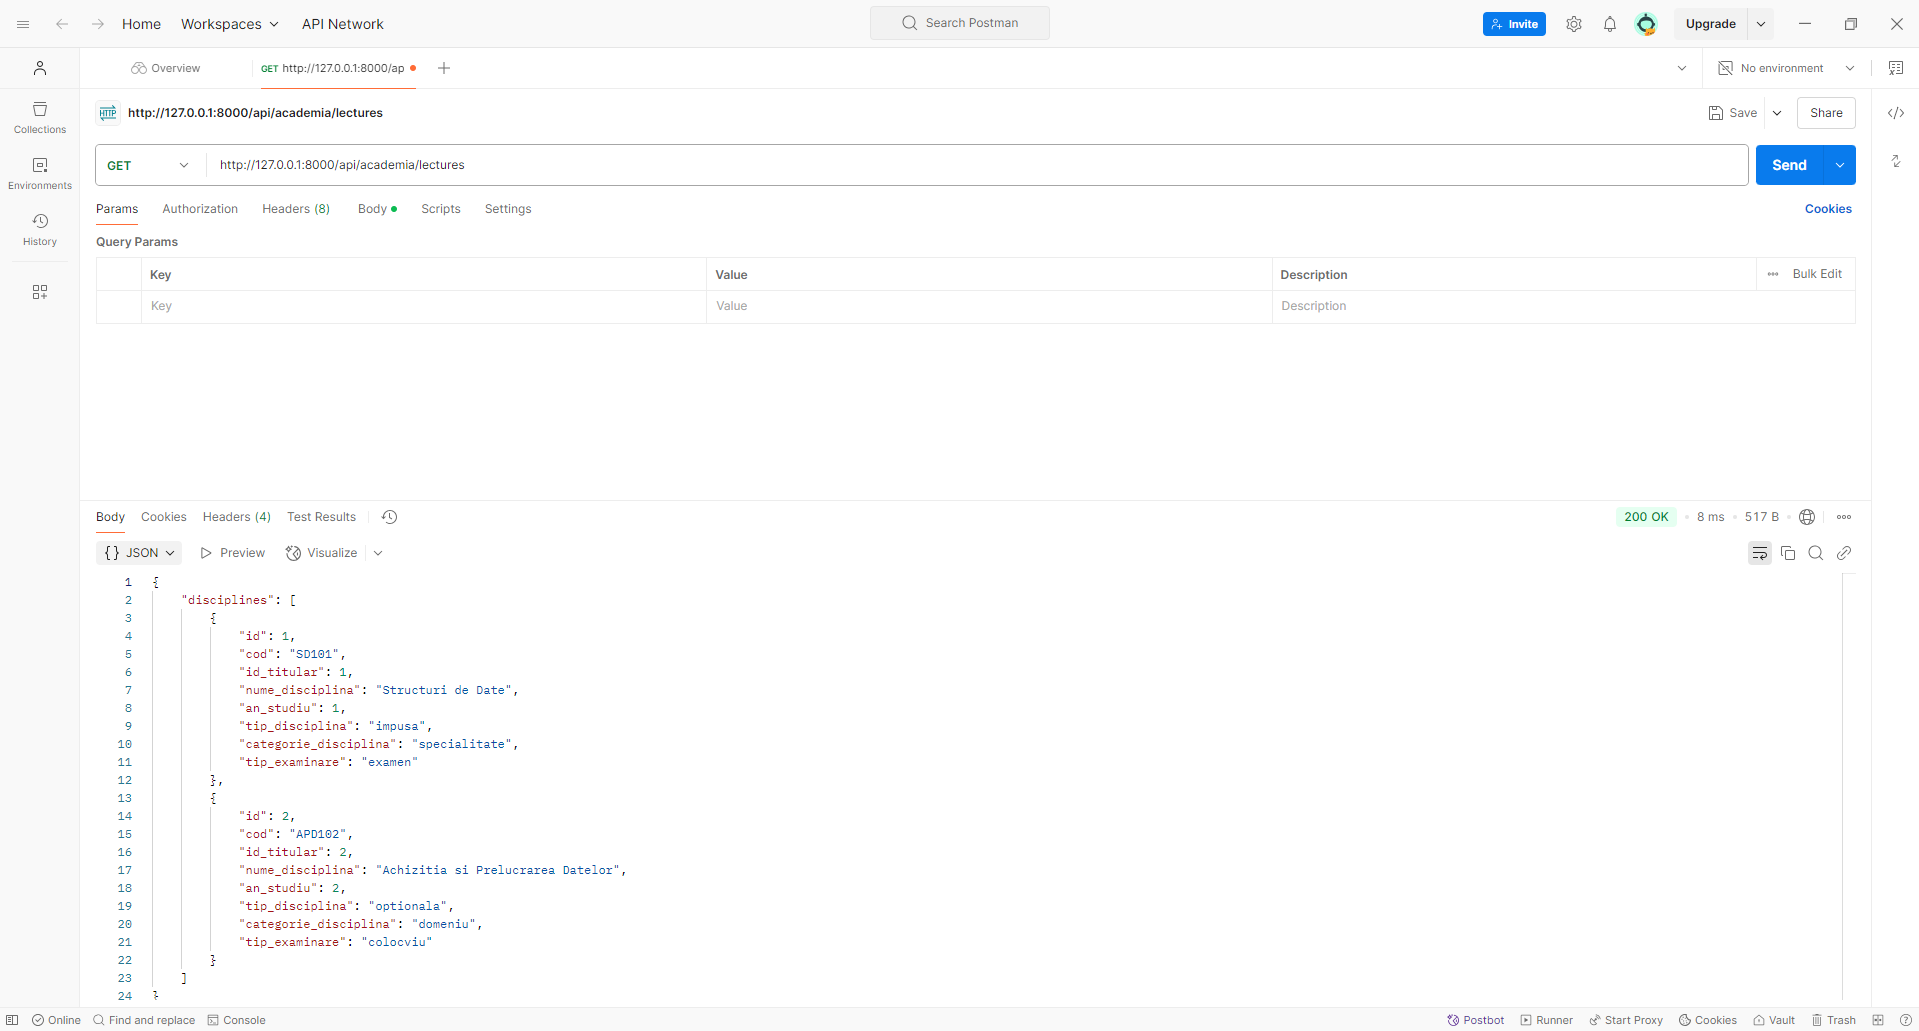 Home Workspaces API Network Search Postman Invite Upgrade
Overview GET http://127.0.0.1:8000/ap No environment
HTTP http://127.0.0.1:8000/api/academia/lectures Save Share
Collections
GET http://127.0.0.1:8000/api/academia/lectures Send
Environments
Params Authorization Headers (8) Body Scripts Settings Cookies
History
Query Params
Key Value Description Bulk Edit
Key Value Description
Body Cookies Headers (4) Test Results 200 OK 8 ms 517 B
{} JSON Preview Visualize
1 {
2 "disciplines": [
3 {
4 "id": 1,
5 "cod": "SD101",
6 "id_titular": 1,
7 "nume_disciplina": "Structuri de Date",
8 "an_studiu": 1,
9 "tip_disciplina": "impusa",
10 "categorie_disciplina": "specialitate",
11 "tip_examinare": "examen"
12 },
13 {
14 "id": 2,
15 "cod": "APD102",
16 "id_titular": 2,
17 "nume_disciplina": "Achizitia si Prelucrarea Datelor",
18 "an_studiu": 2,
19 "tip_disciplina": "optionala",
20 "categorie_disciplina": "domeniu",
21 "tip_examinare": "colocviu"
22 }
23 ]
24 }
Online Find and replace Console Postbot Runner Start Proxy Cookies Vault Trash